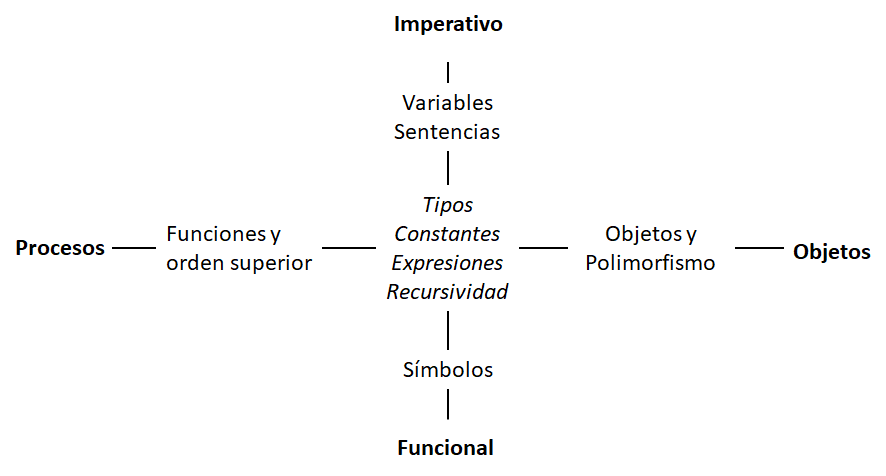 Imperativo
Variables
Sentencias
Tipos
Constantes
Expresiones
Recursividad
Procesos
Funciones y
orden superior
Objetos y
Polimorfismo
Objetos
Símbolos
Funcional